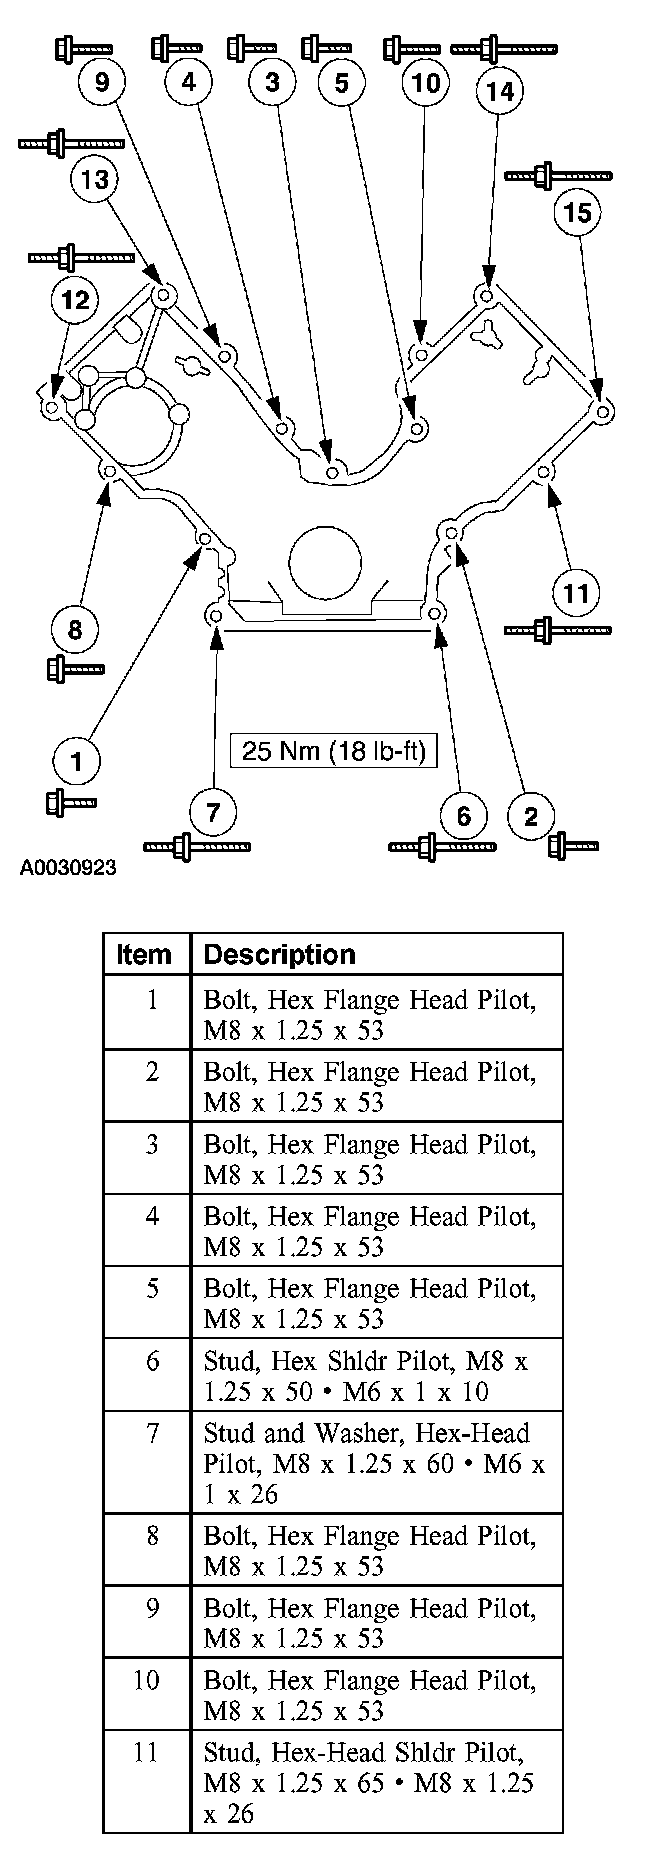 9 4 3 5 10 14
13
15
12
8
11
1
25 Nm (18 lb-ft)
7 6 2
A0030923
Item Description
1 Bolt, Hex Flange Head Pilot,
M8 x 1.25 x 53
2 Bolt, Hex Flange Head Pilot,
M8 x 1.25 x 53
3 Bolt, Hex Flange Head Pilot,
M8 x 1.25 x 53
4 Bolt, Hex Flange Head Pilot,
M8 x 1.25 x 53
5 Bolt, Hex Flange Head Pilot,
M8 x 1.25 x 53
6 Stud, Hex Shldr Pilot, M8 x
1.25 x 50 • M6 x 1 x 10
7 Stud and Washer, Hex-Head
Pilot, M8 x 1.25 x 60 • M6 x
1 x 26
8 Bolt, Hex Flange Head Pilot,
M8 x 1.25 x 53
9 Bolt, Hex Flange Head Pilot,
M8 x 1.25 x 53
10 Bolt, Hex Flange Head Pilot,
M8 x 1.25 x 53
11 Stud, Hex-Head Shldr Pilot,
M8 x 1.25 x 65 • M8 x 1.25
x 26